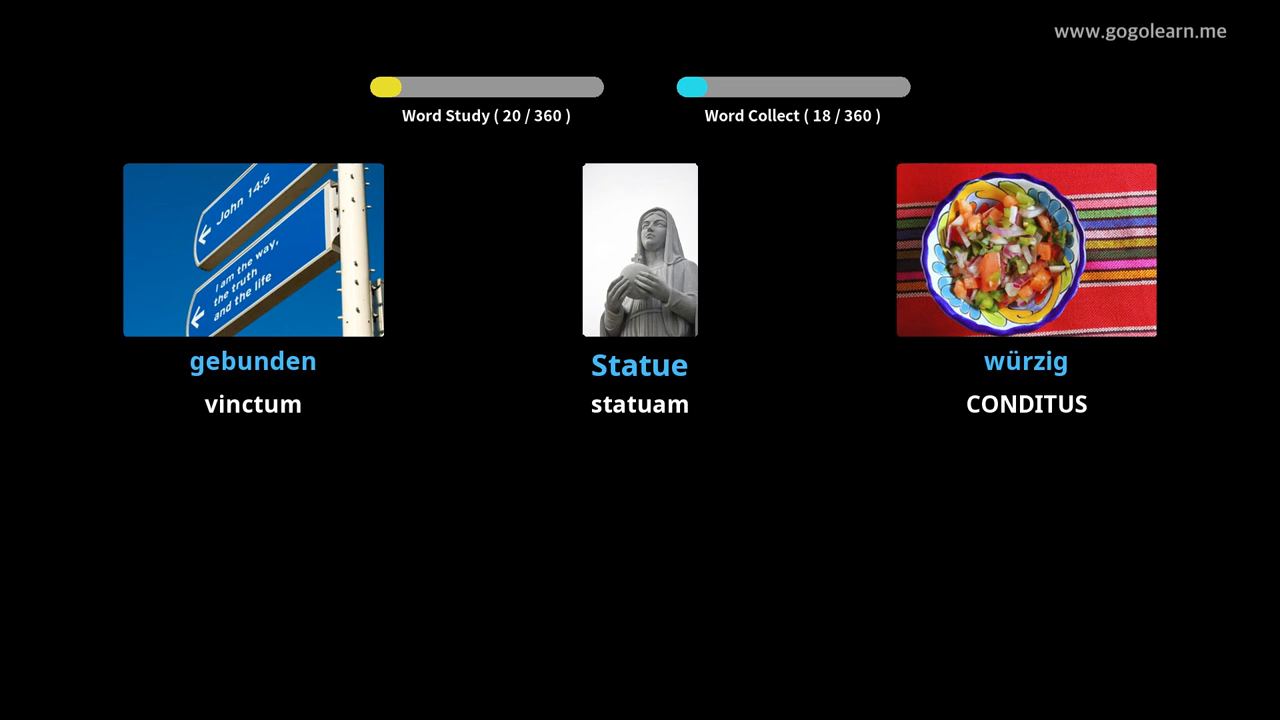 www.gogolearn.me
Word Study ( 20 / 360 )
Word Collect ( 18 / 360 )
John 14:6
I am the way,
the truth
and the life
gebunden
Statue
würzig
vinctum
statuam
CONDITUS